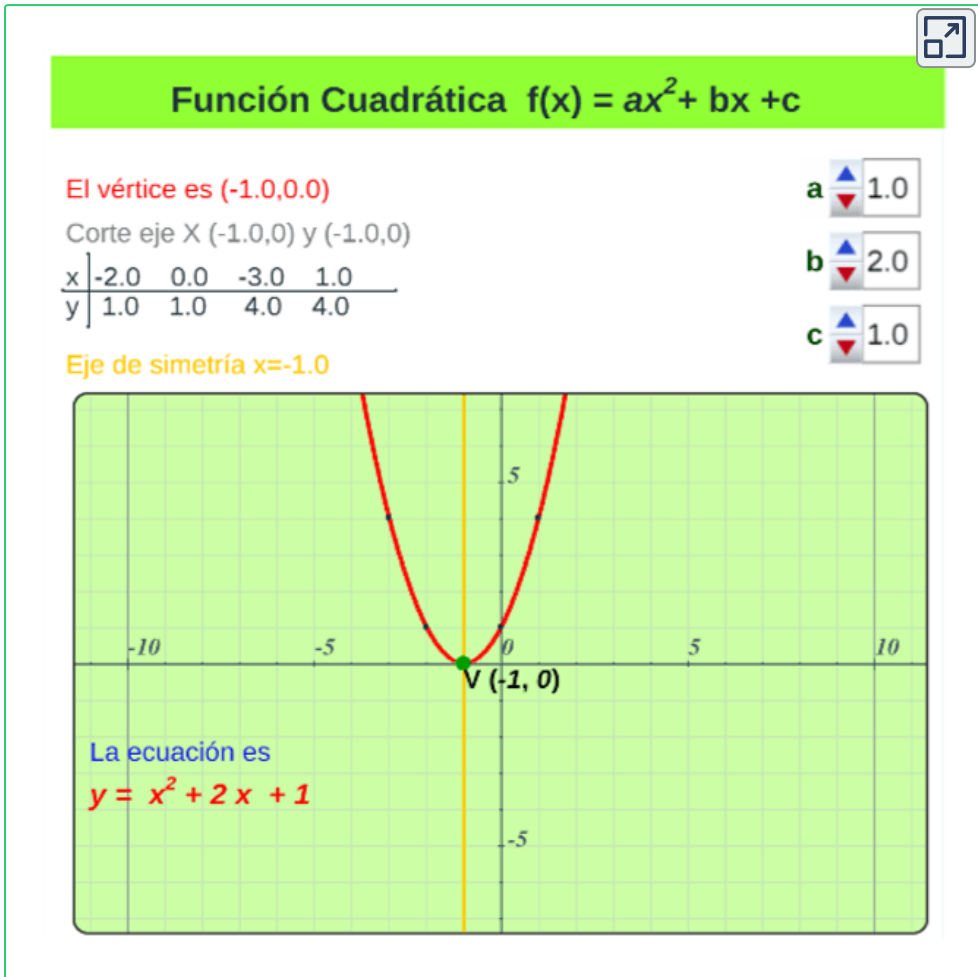 Función Cuadrática f(x) = ax²+ bx +c
El vértice es (-1.0,0.0)
a 1.0
Corte eje X (-1.0,0) y (-1.0,0)
b 2.0
x -2.0 0.0 -3.0 1.0
y 1.0 1.0 4.0 4.0
c 1.0
Eje de simetría x=-1.0
5
-10 -5 0 5 10
V (-1, 0)
La ecuación es
y = x² + 2 x + 1
-5